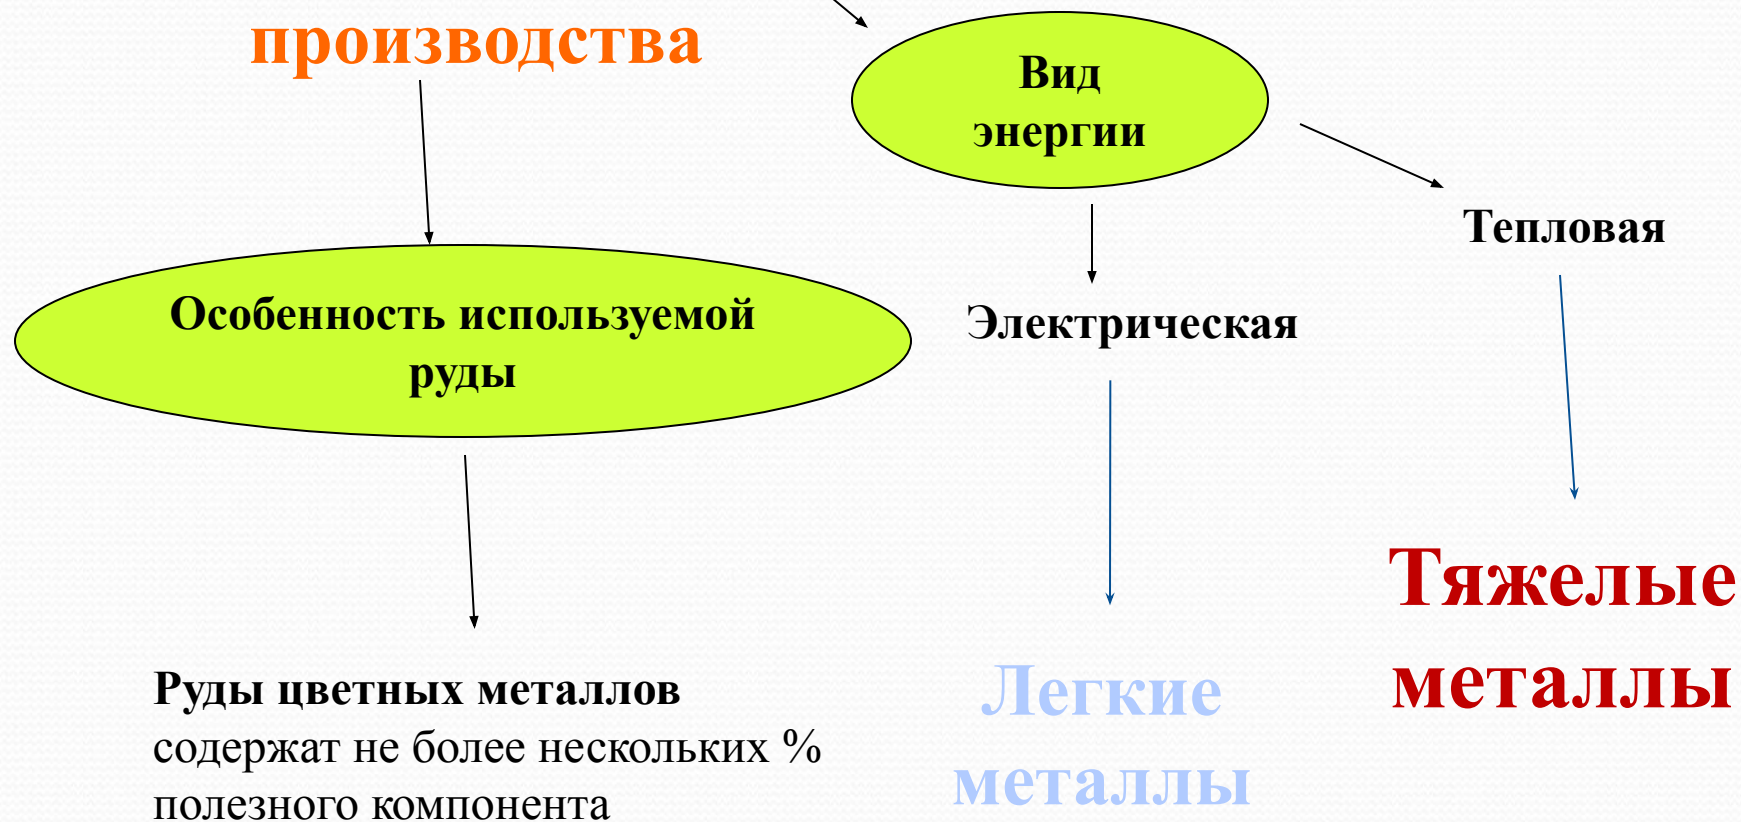 производства
Вид
энергии
Тепловая
Особенность используемой
руды
Электрическая
Тяжелые
металлы
Руды цветных металлов
содержат не более нескольких %
полезного компонента
Легкие
металлы